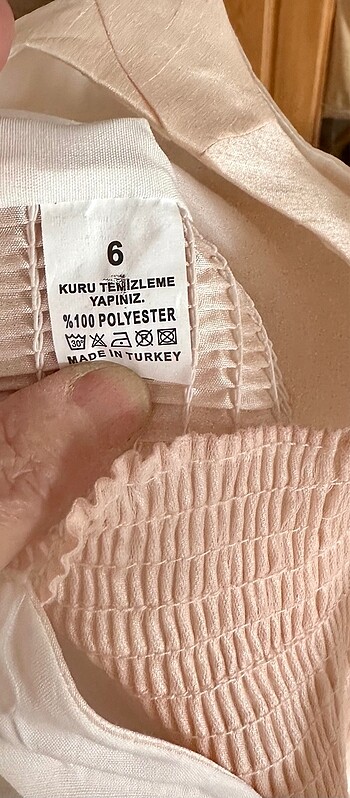 6
KURU TEMİZLEME
YAPINIZ.
%100 POLYESTER
30°
MADE IN TURKEY